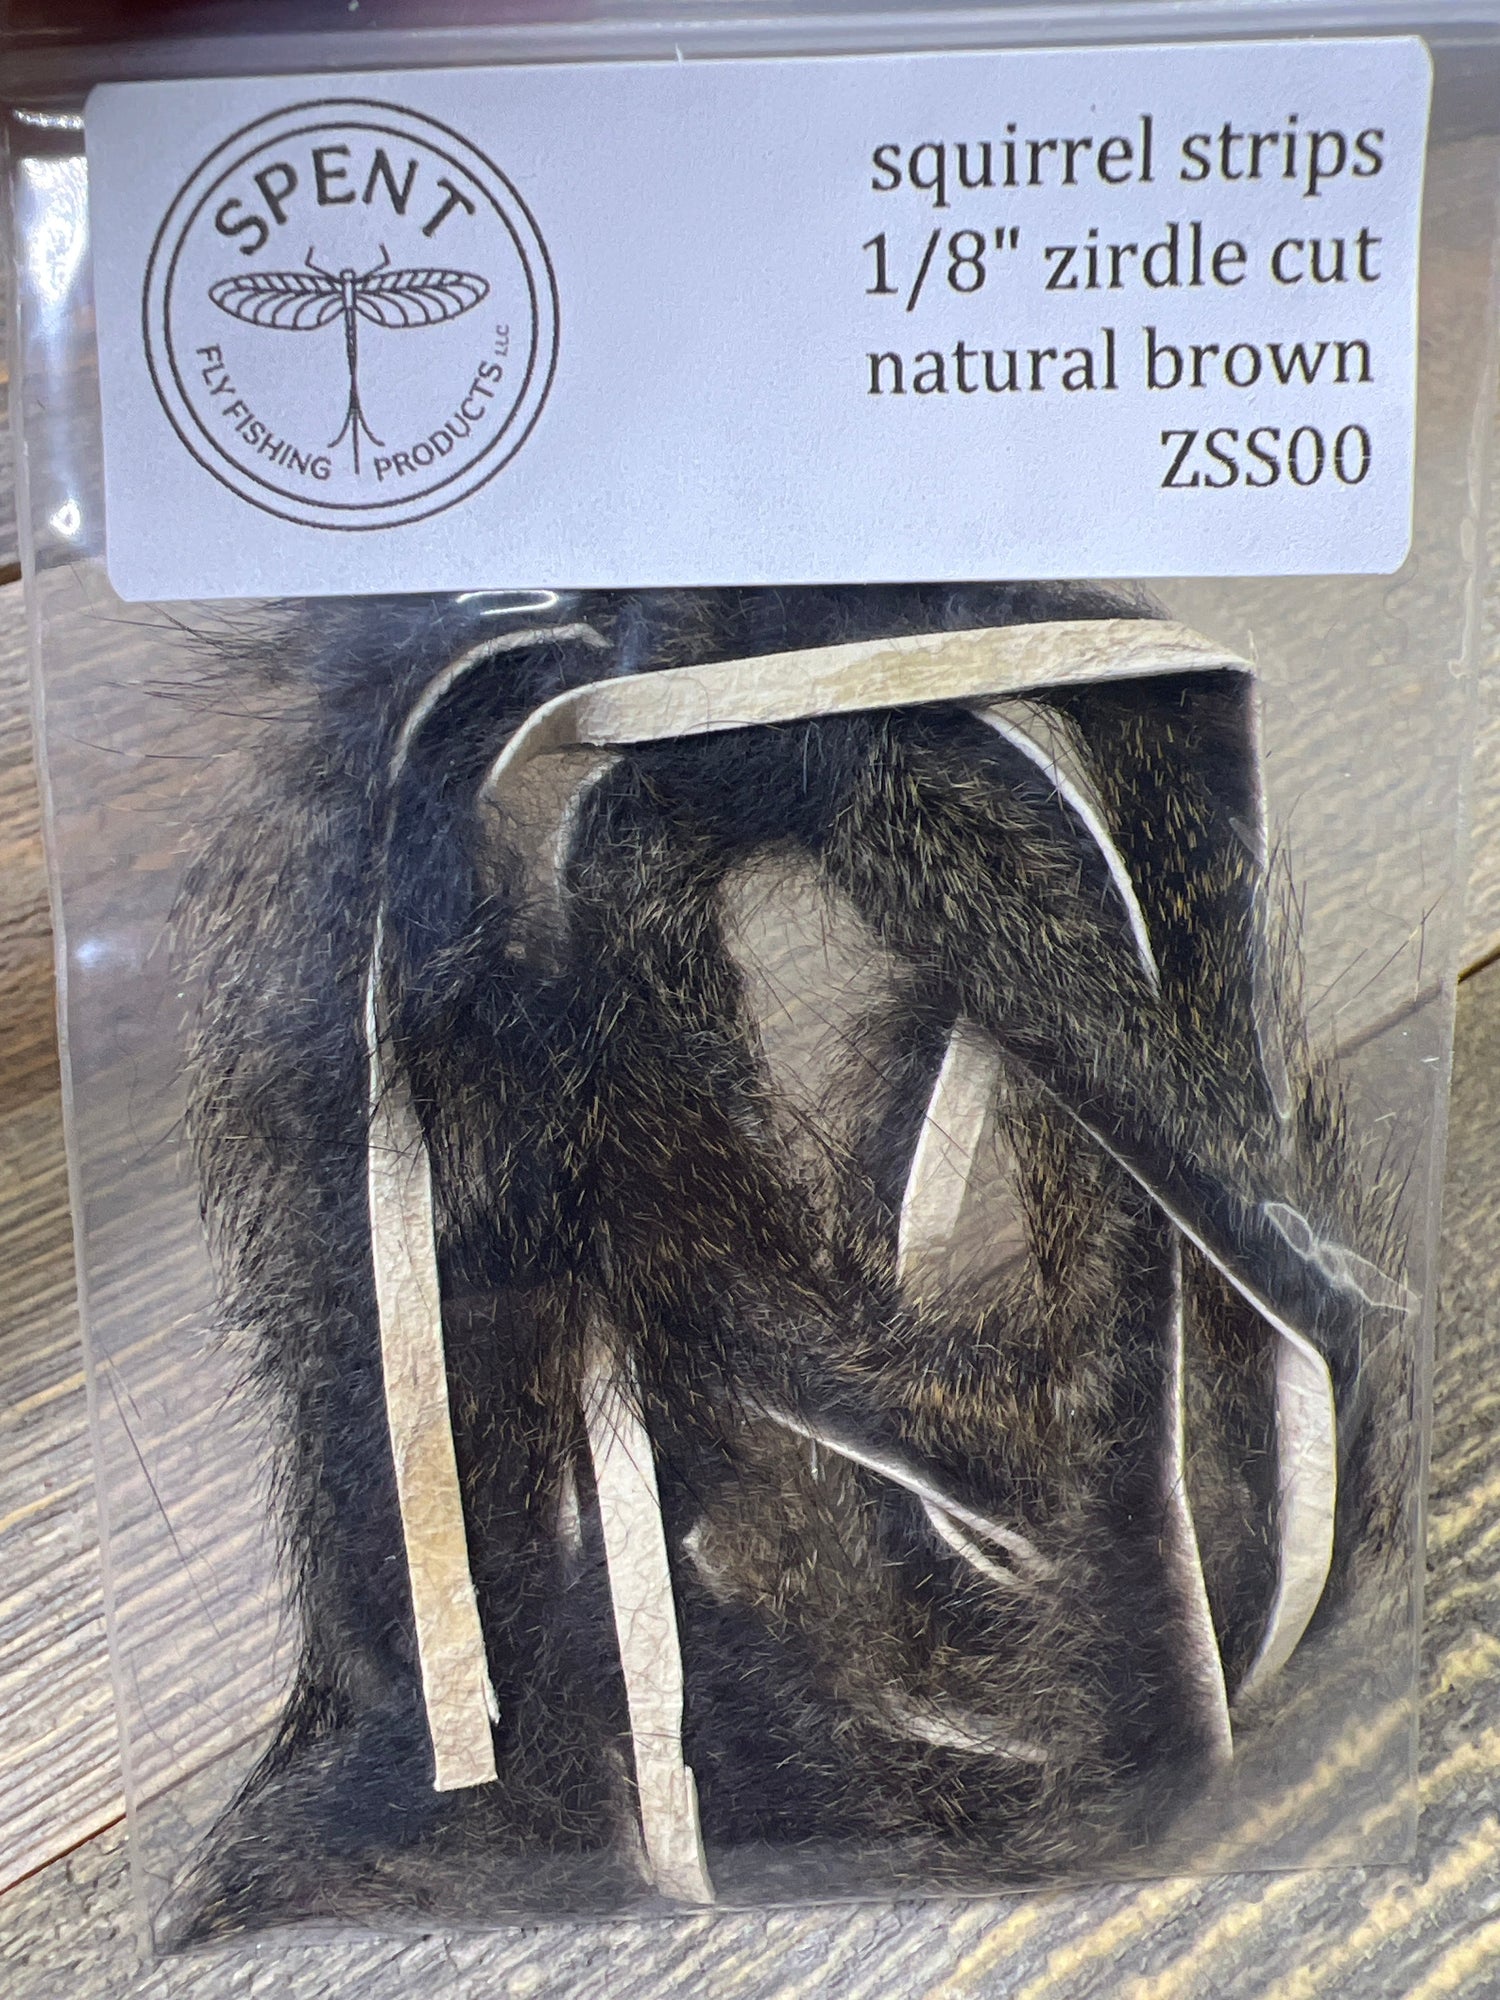 SPENT
FLY FISHING PRODUCTS LLC
squirrel strips
1/8" zirdle cut
natural brown
ZSS00